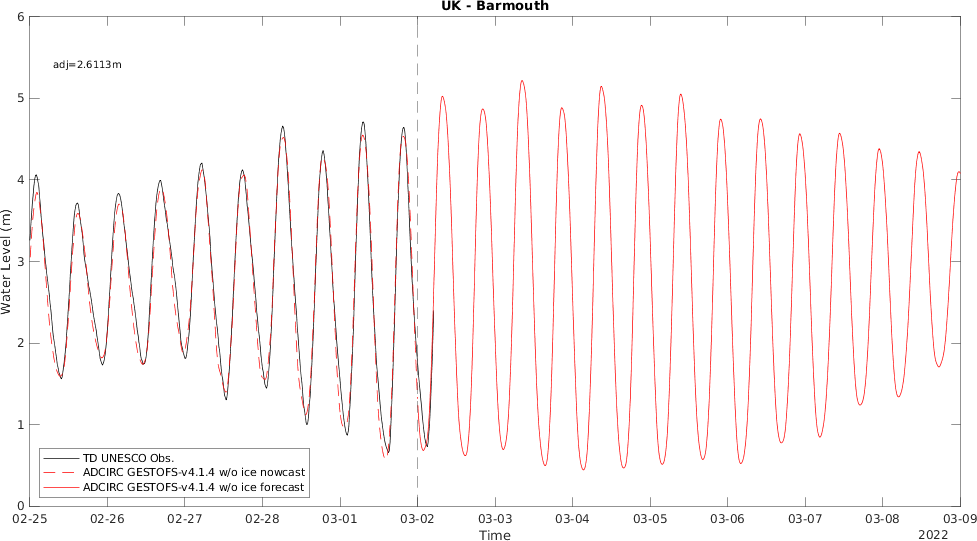 UK - Barmouth
6
adj=2.6113m
5
4
3
2
1
0
Water Level (m)
TD UNESCO Obs.
ADCIRC GESTOFS-v4.1.4 w/o ice nowcast
ADCIRC GESTOFS-v4.1.4 w/o ice forecast
02-25 02-26 02-27 02-28 03-01 03-02 03-03 03-04 03-05 03-06 03-07 03-08 03-09
Time
2022